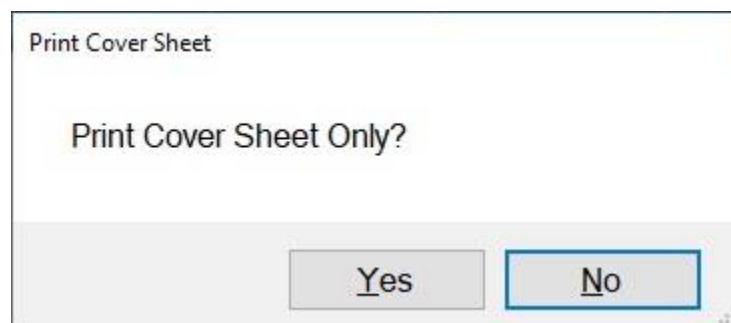 Print Cover Sheet
Print Cover Sheet Only?
Yes No